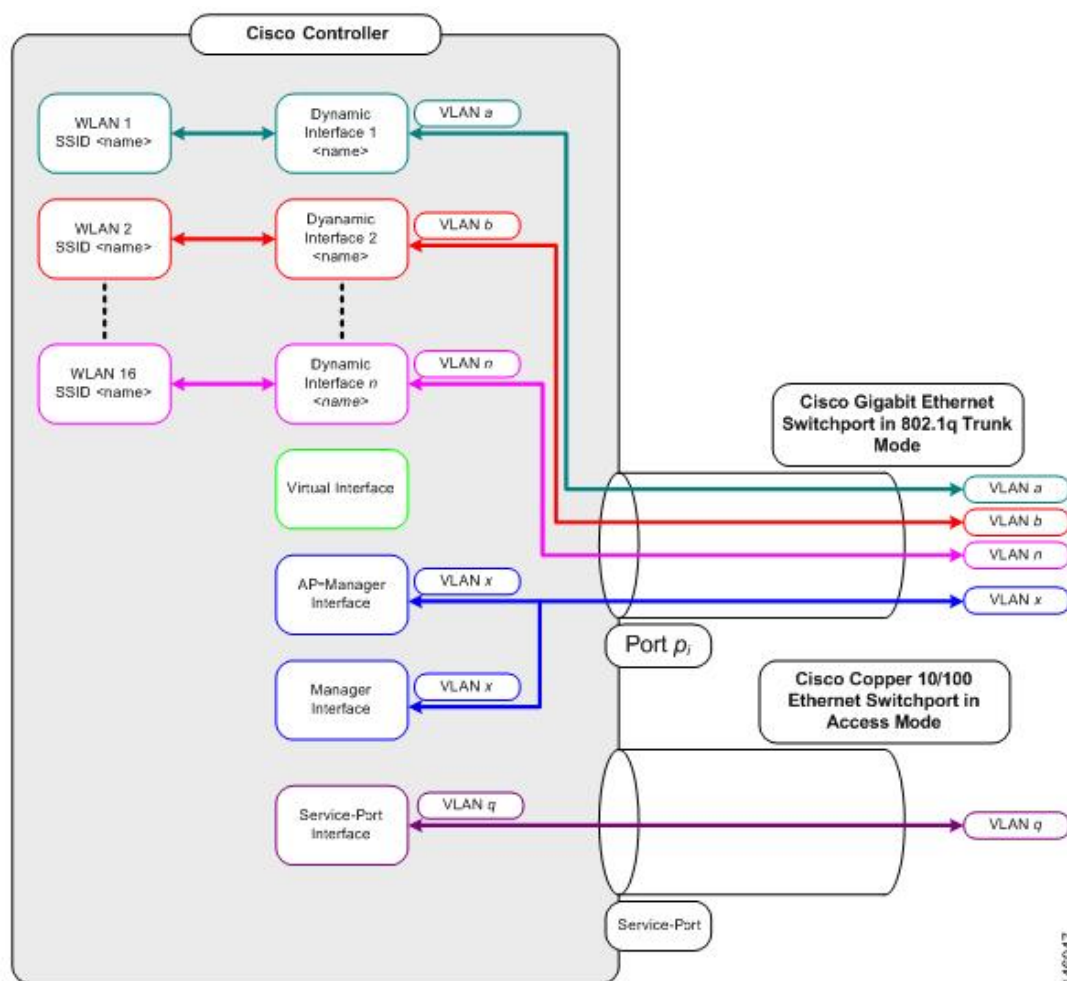 Cisco Controller
WLAN 1
SSID <name>
Dynamic
Interface 1
<name>
VLAN a
WLAN 2
SSID <name>
Dyanamic
Interface 2
<name>
VLAN b
WLAN 16
SSID <name>
Dynamic
Interface n
<name>
VLAN n
Virtual Interface
AP-Manager
Interface
VLAN x
Manager
Interface
VLAN x
Service-Port
Interface
VLAN q
Cisco Gigabit Ethernet
Switchport in 802.1q Trunk
Mode
VLAN a
VLAN b
VLAN n
VLAN x
Port pᵢ
Cisco Copper 10/100
Ethernet Switchport in
Access Mode
VLAN q
Service-Port